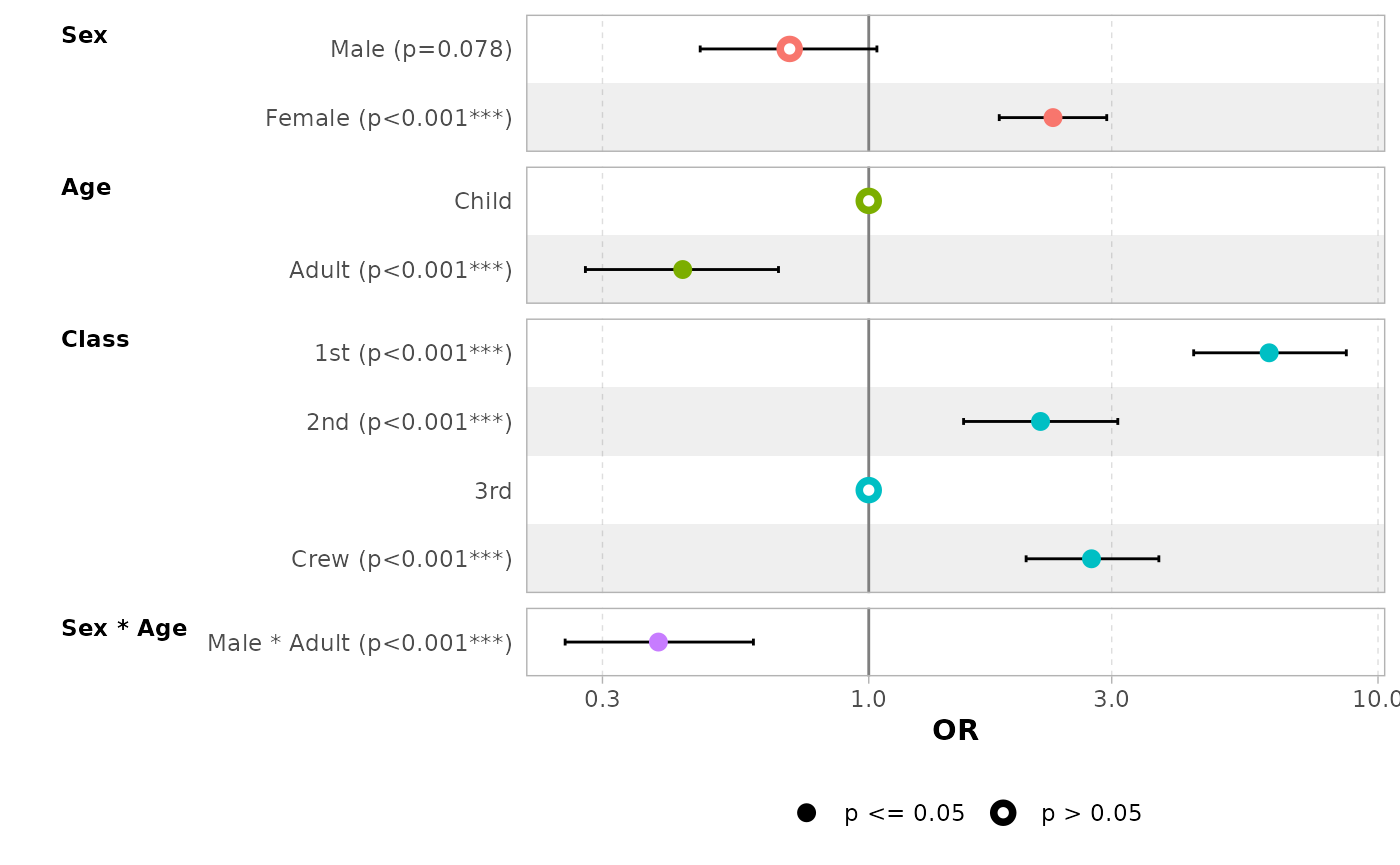 Sex
Male (p=0.078)
Female (p<0.001***)
Age
Child
Adult (p<0.001***)
Class
1st (p<0.001***)
2nd (p<0.001***)
3rd
Crew (p<0.001***)
Sex * Age
Male * Adult (p<0.001***)
0.3 1.0 3.0 10.0
OR
p <= 0.05 p > 0.05